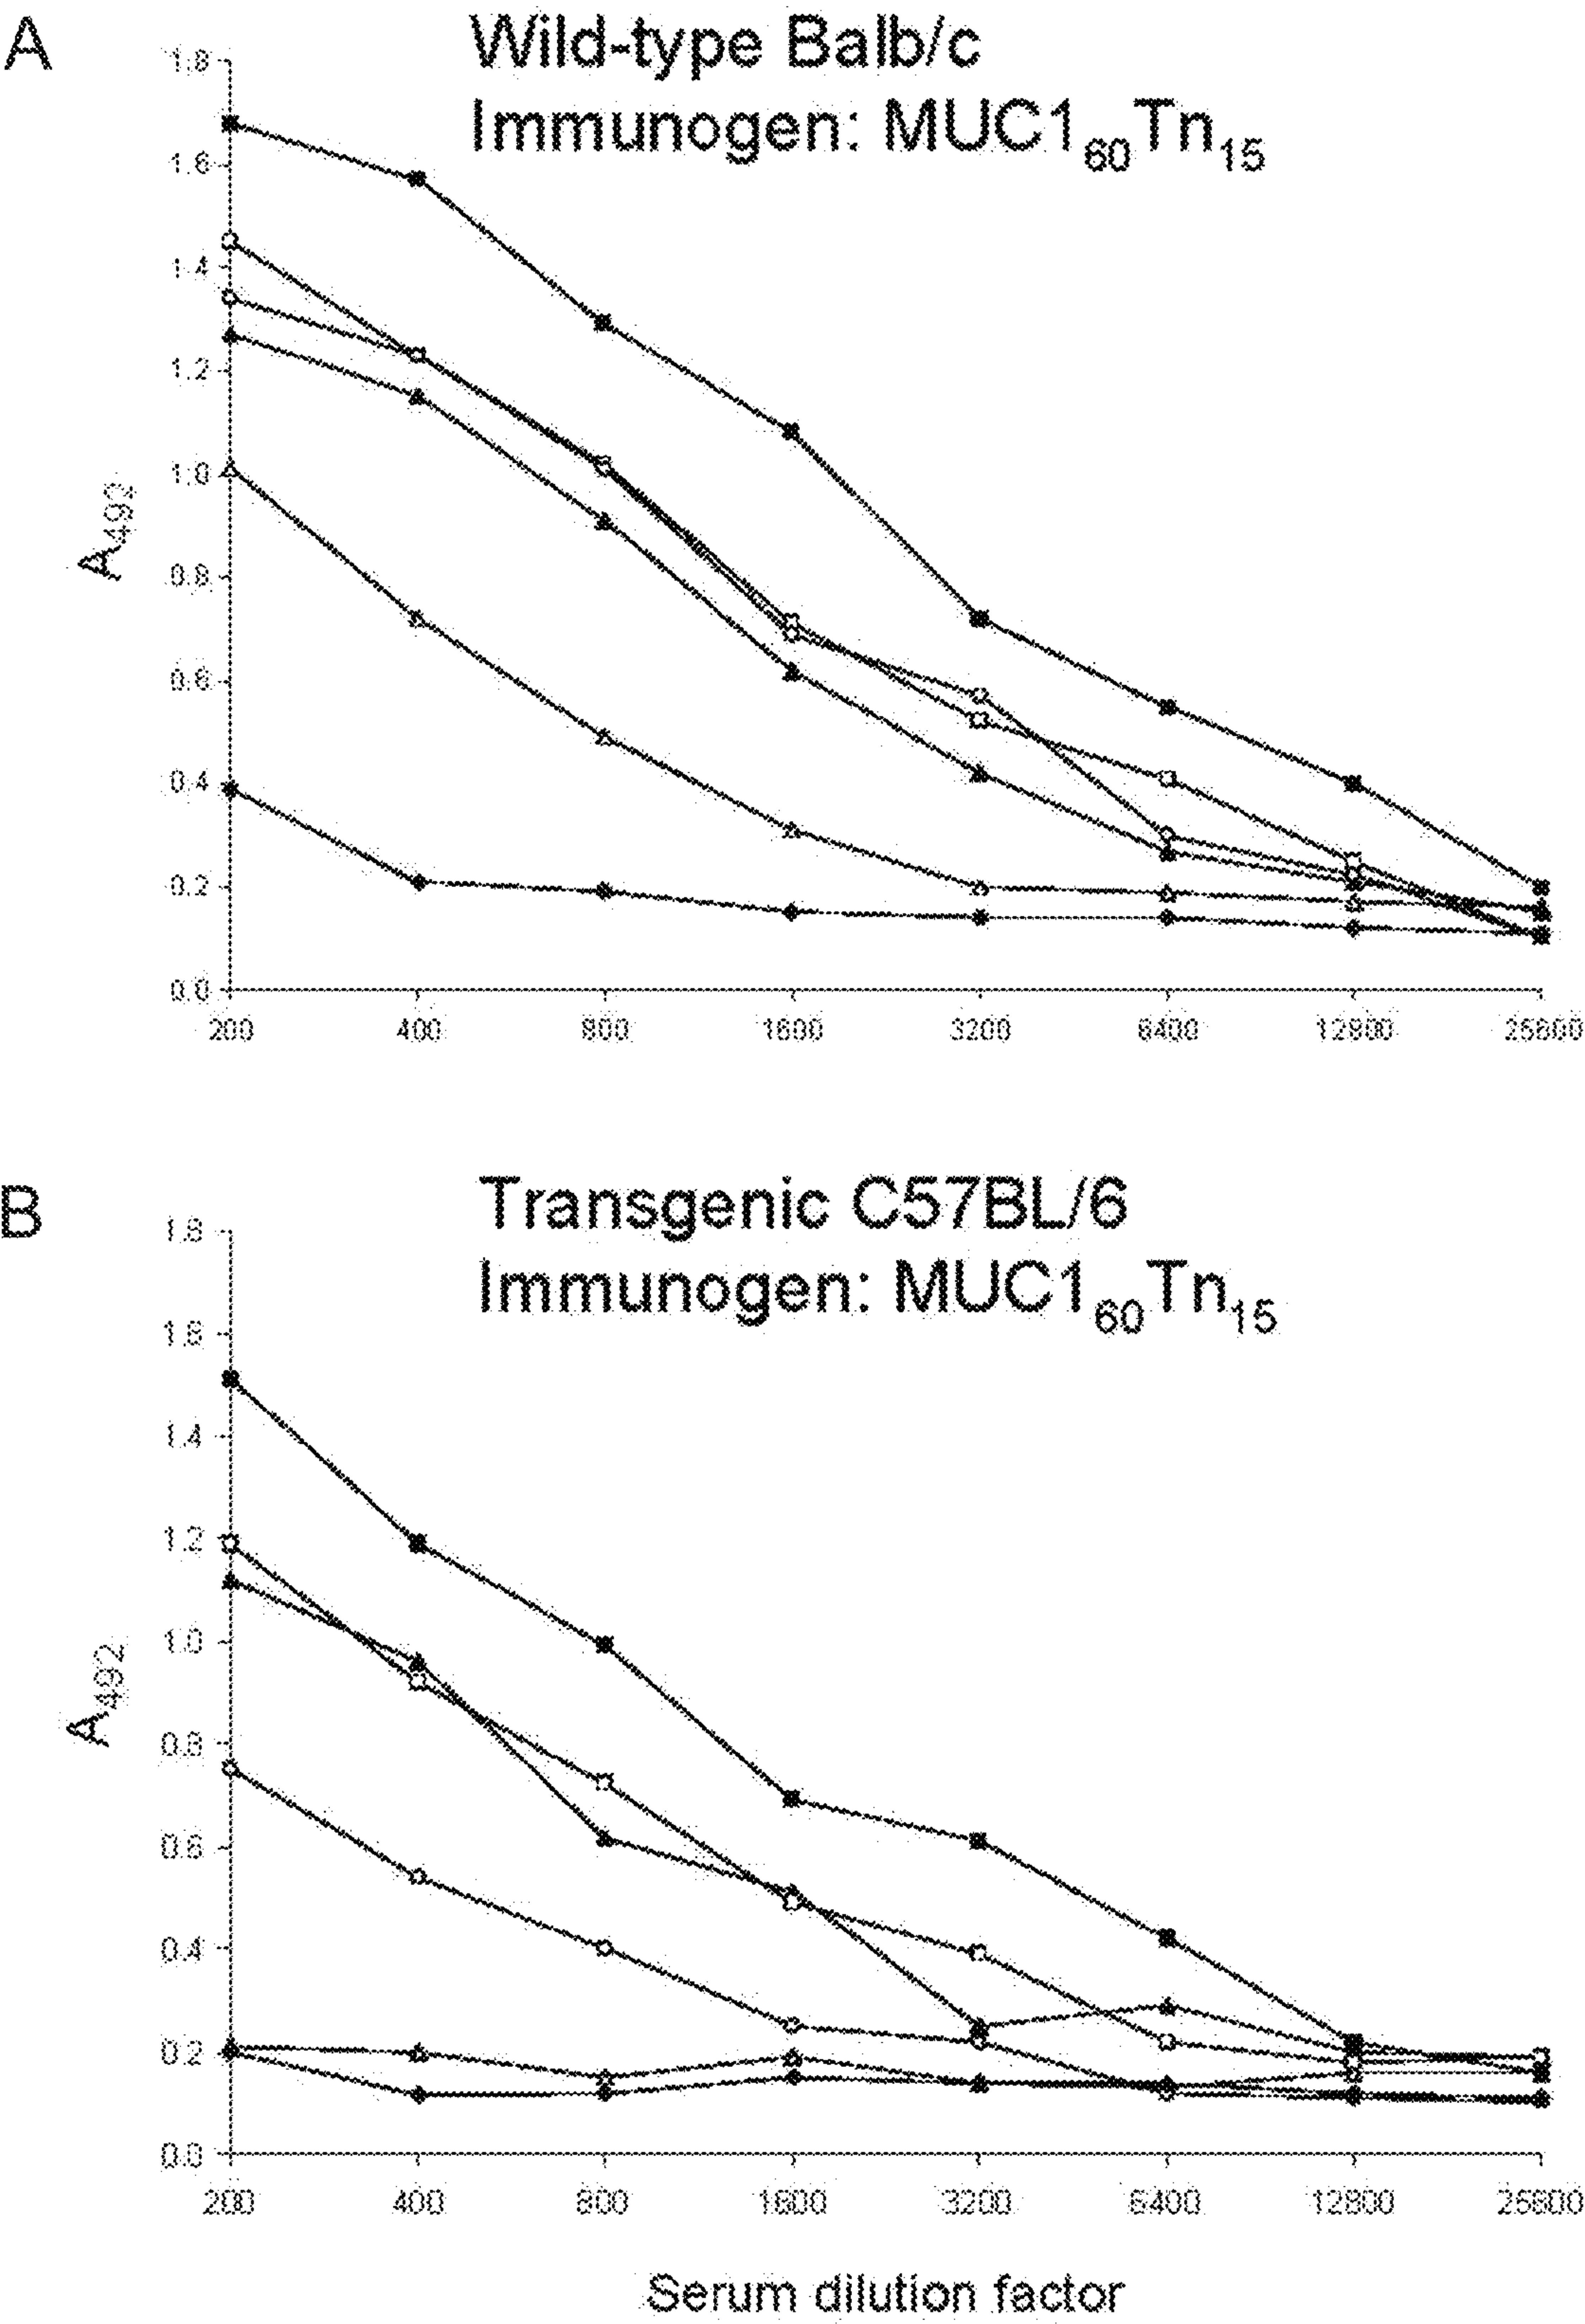 A
Wild-type Balb/c
Immunogen: MUC1₆₀Tn₁₅
1.8
1.6
1.4
1.2
1.0
0.8
0.6
0.4
0.2
0.0
A₄₉₂
200 400 800 1600 3200 6400 12800 25600
B
Transgenic C57BL/6
Immunogen: MUC1₆₀Tn₁₅
1.8
1.6
1.4
1.2
1.0
0.8
0.6
0.4
0.2
0.0
A₄₉₂
200 400 800 1600 3200 6400 12800 25600
Serum dilution factor